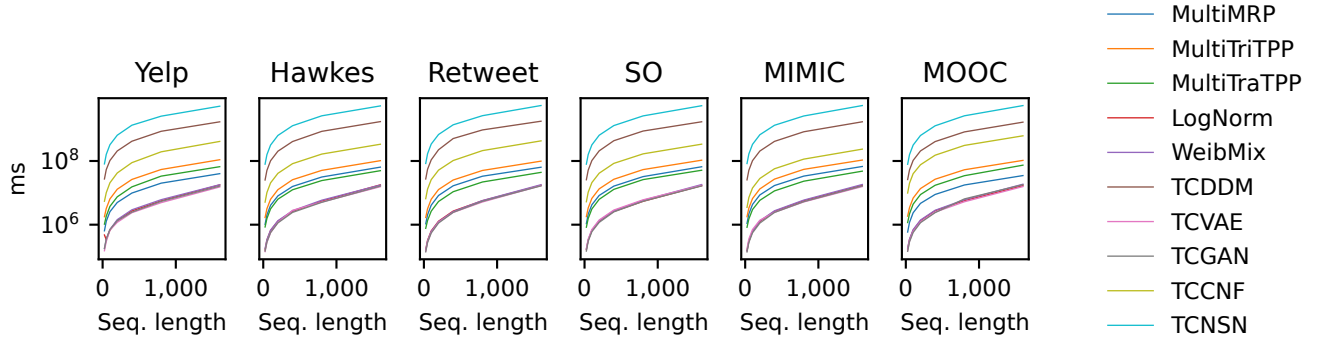 Yelp Hawkes Retweet SO MIMIC MOOC
ms
10^8
10^6
0 1,000 0 1,000 0 1,000 0 1,000 0 1,000 0 1,000
Seq. length Seq. length Seq. length Seq. length Seq. length Seq. length
MultiMRP
MultiTriTPP
MultiTraTPP
LogNorm
WeibMix
TCDDM
TCVAE
TCGAN
TCCNF
TCNSN